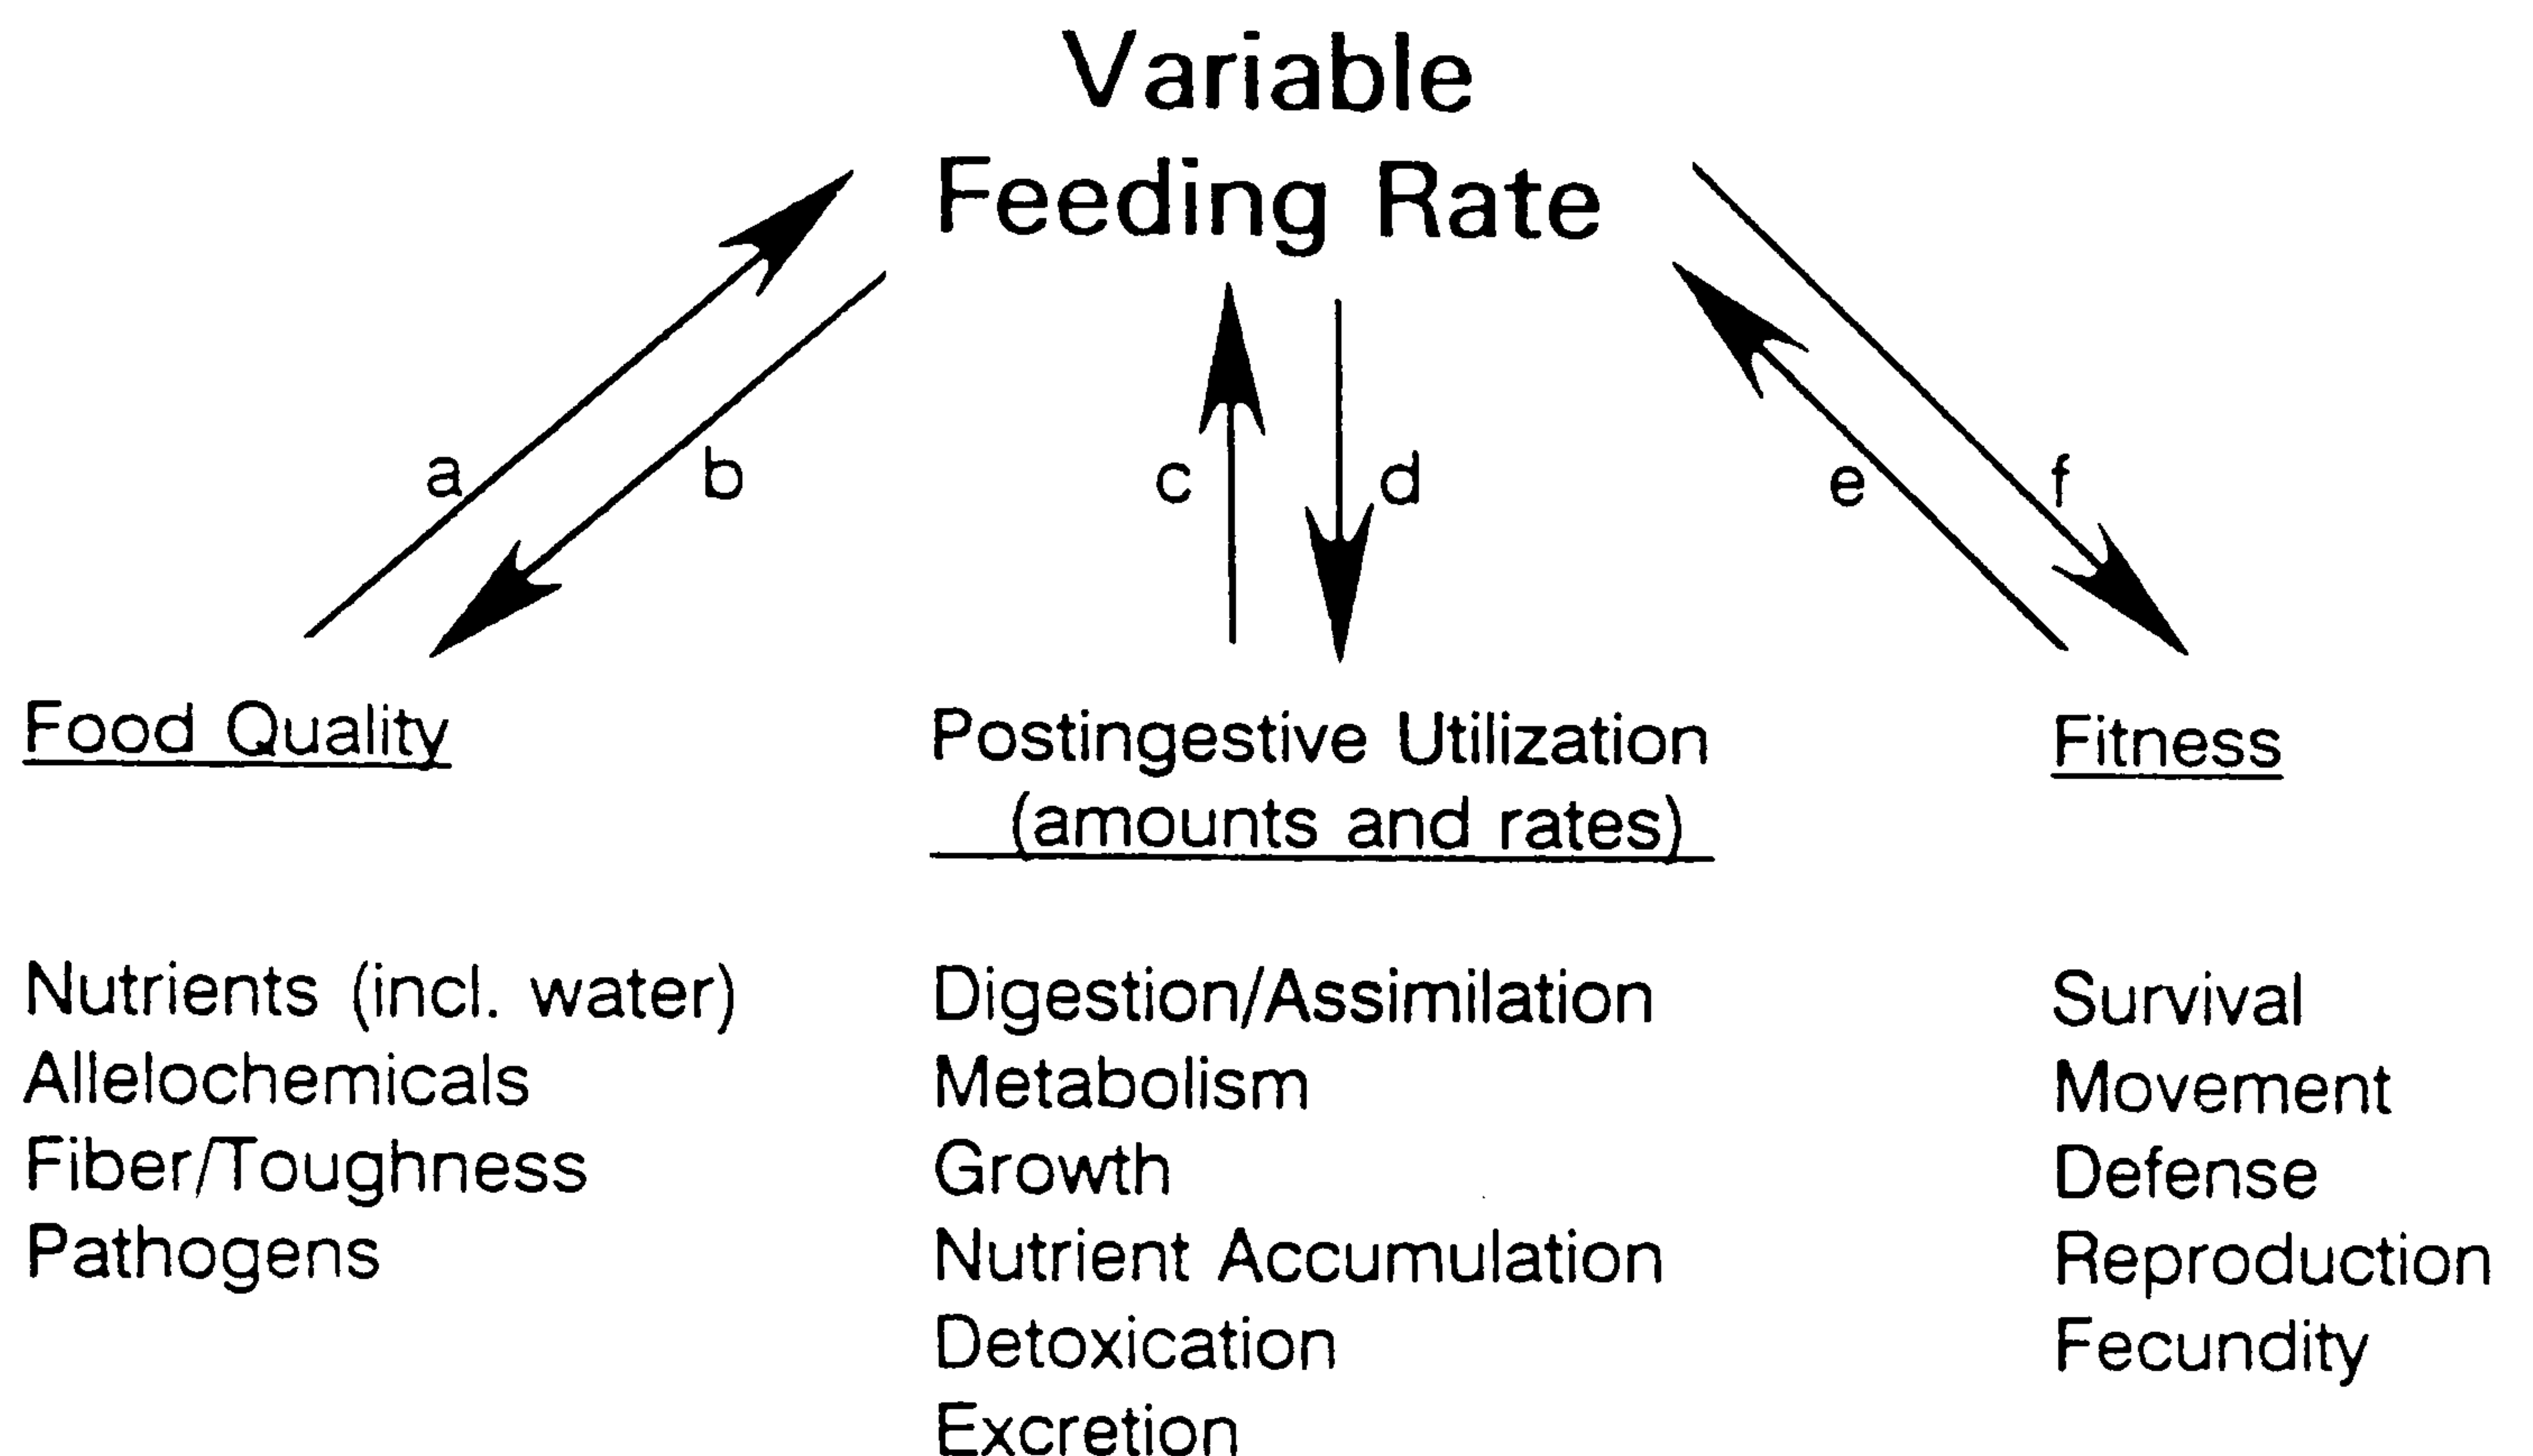 Variable
Feeding Rate
a
b
c
d
e
f
Food Quality
Postingestive Utilization
(amounts and rates)
Fitness
Nutrients (incl. water)
Allelochemicals
Fiber/Toughness
Pathogens
Digestion/Assimilation
Metabolism
Growth
Nutrient Accumulation
Detoxication
Excretion
Survival
Movement
Defense
Reproduction
Fecundity